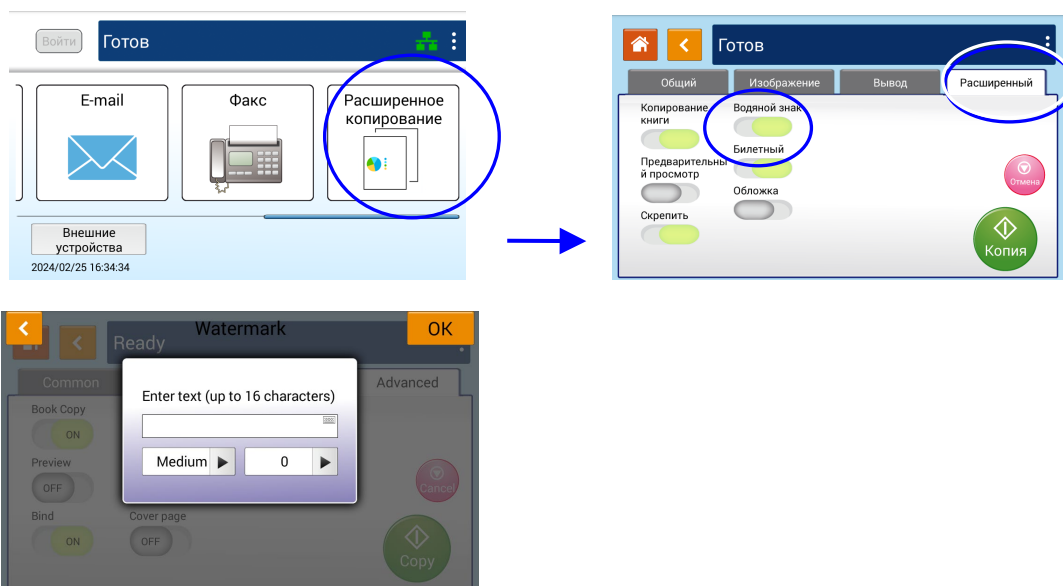 Войти
Готов
E-mail
Факс
Расширенное
копирование
Внешние
устройства
2024/02/25 16:34:34
Готов
Общий
Изображение
Вывод
Расширенный
Копирование
книги
Водяной знак
Билетный
Предварительны
й просмотр
Обложка
Скрепить
Отмена
Копия
Watermark
OK
Ready
Common
Advanced
Enter text (up to 16 characters)
Medium
0
Book Copy
ON
Preview
OFF
Bind
ON
Cover page
OFF
Cancel
Copy